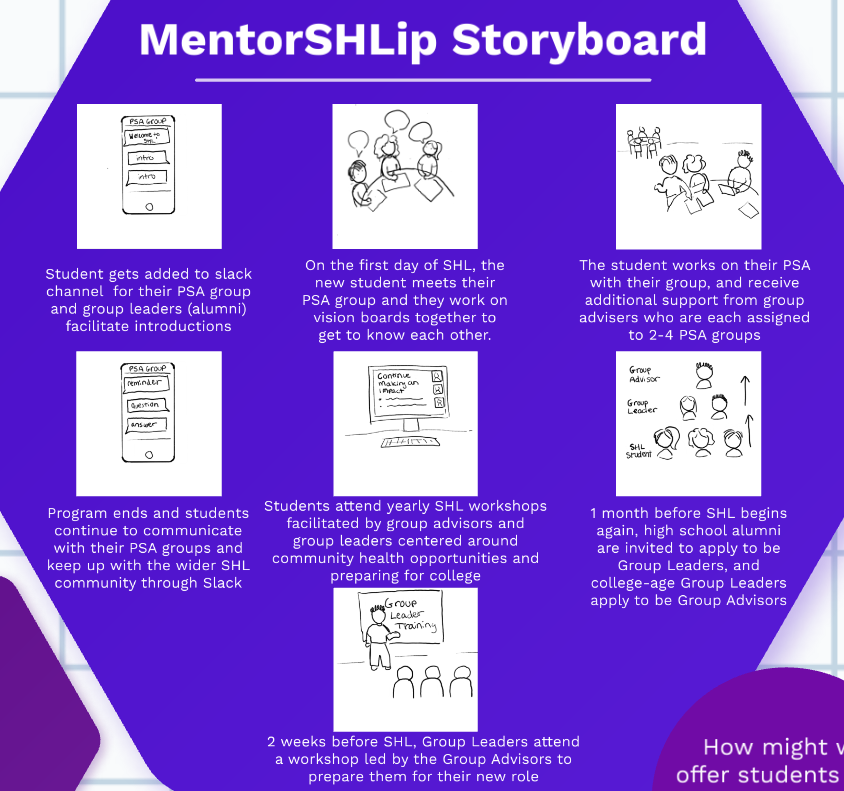 MentorSHLip Storyboard
PSA GROUP
Welcome to
SHL
intro
intro
Student gets added to slack
channel for their PSA group
and group leaders (alumni)
facilitate introductions
On the first day of SHL, the
new student meets their
PSA group and they work on
vision boards together to
get to know each other.
The student works on their PSA
with their group, and receive
additional support from group
advisers who are each assigned
to 2-4 PSA groups
PSA GROUP
reminder
question
answer
Program ends and students
continue to communicate
with their PSA groups and
keep up with the wider SHL
community through Slack
Continue
making an
impact
Students attend yearly SHL workshops
facilitated by group advisors and
group leaders centered around
community health opportunities and
preparing for college
Group
Advisor
Group
Leader
SHL
Student
1 month before SHL begins
again, high school alumni
are invited to apply to be
Group Leaders, and
college-age Group Leaders
apply to be Group Advisors
Group
Leader
Training
2 weeks before SHL, Group Leaders attend
a workshop led by the Group Advisors to
prepare them for their new role
How might
offer students